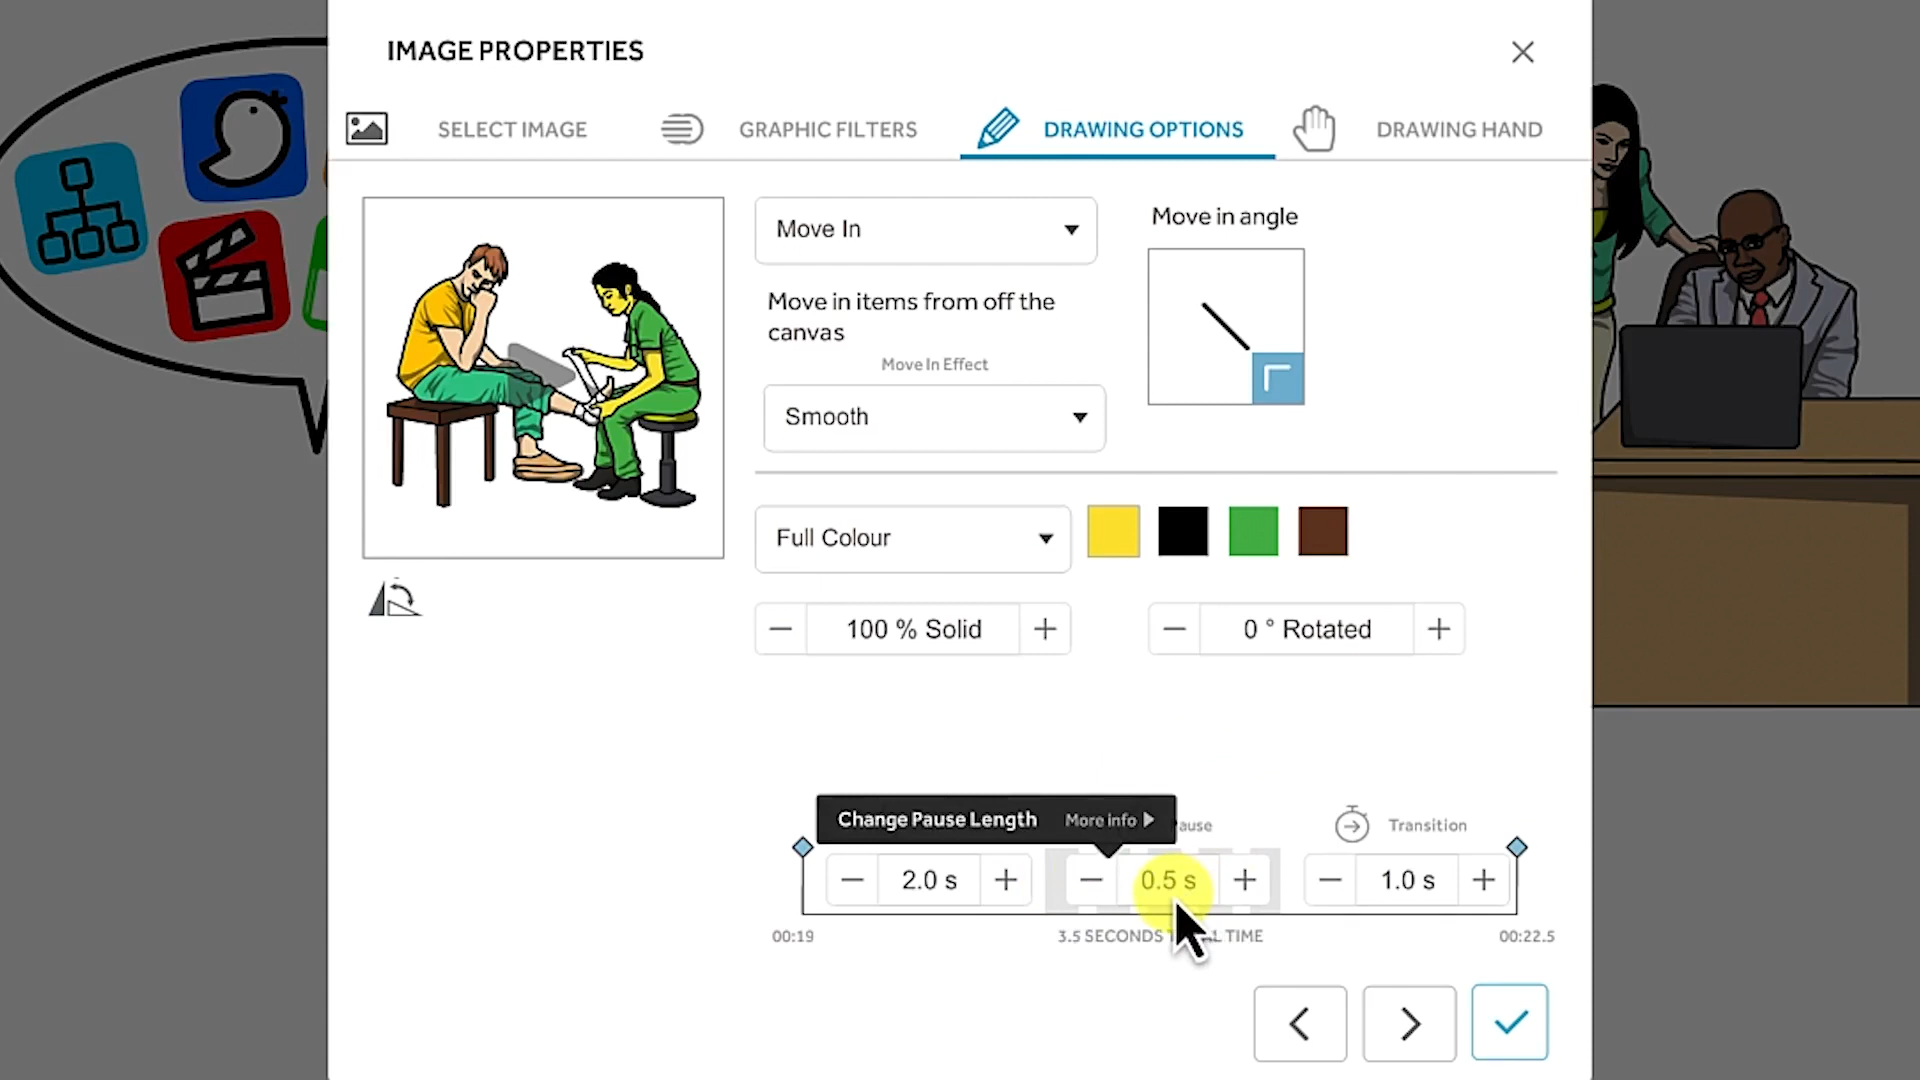 IMAGE PROPERTIES
SELECT IMAGE
GRAPHIC FILTERS
DRAWING OPTIONS
DRAWING HAND
Move In
Move in angle
Move in items from off the
canvas
Move In Effect
Smooth
Full Colour
100 % Solid
0 ° Rotated
Change Pause Length More info
Transition
2.0 s
0.5 s
1.0 s
00:19
3.5 SECONDS TIME
00:22.5